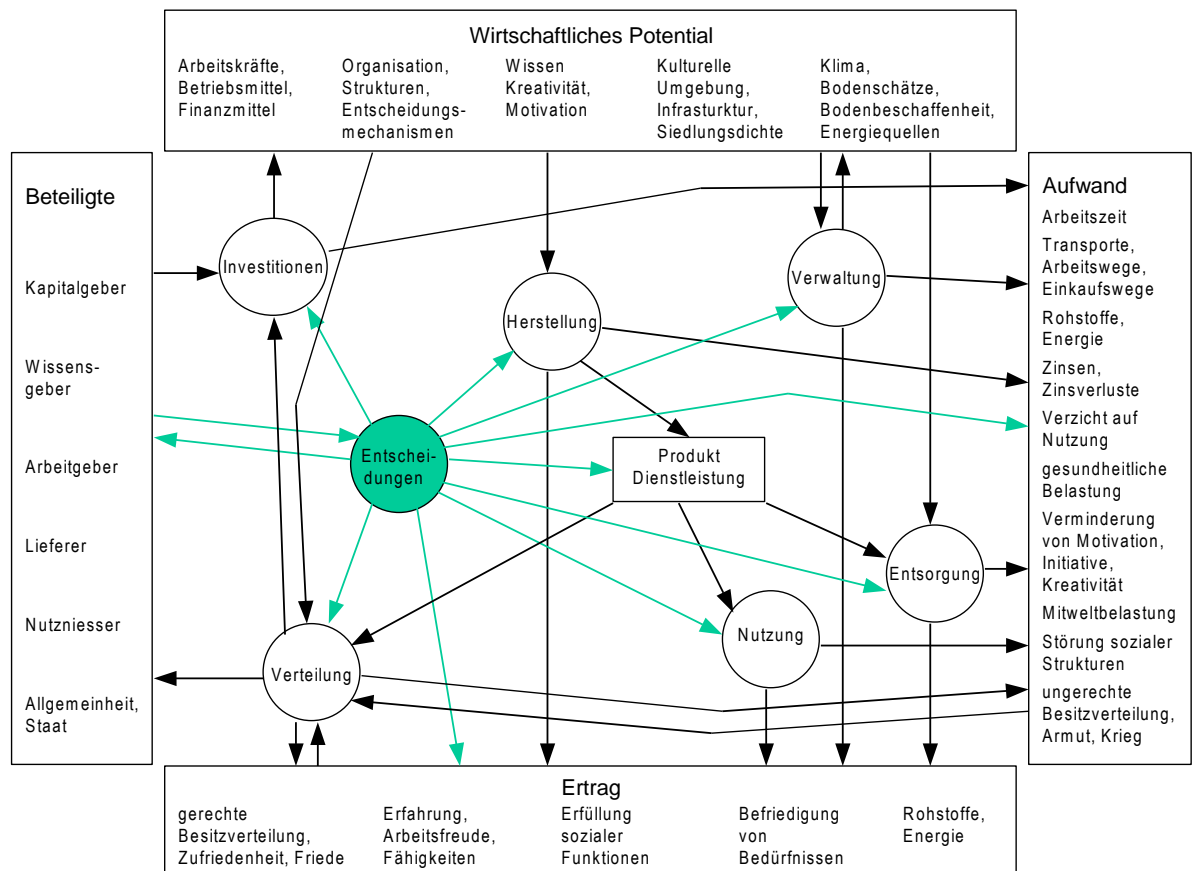 Wirtschaftliches Potential
Arbeitskräfte,
Betriebsmittel,
Finanzmittel
Organisation,
Strukturen,
Entscheidungs-
mechanismen
Wissen
Kreativität,
Motivation
Kulturelle
Umgebung,
Infrasturktur,
Siedlungsdichte
Klima,
Bodenschätze,
Bodenbeschaffenheit,
Energiequellen
Beteiligte
Kapitalgeber
Wissens-
geber
Arbeitgeber
Lieferer
Nutzniesser
Allgemeinheit,
Staat
Investitionen
Herstellung
Verwaltung
Entschei-
dungen
Produkt
Dienstleistung
Entsorgung
Nutzung
Verteilung
Aufwand
Arbeitszeit
Transporte,
Arbeitswege,
Einkaufswege
Rohstoffe,
Energie
Zinsen,
Zinsverluste
Verzicht auf
Nutzung
gesundheitliche
Belastung
Verminderung
von Motivation,
Initiative,
Kreativität
Mitweltbelastung
Störung sozialer
Strukturen
ungerechte
Besitzverteilung,
Armut, Krieg
Ertrag
gerechte
Besitzverteilung,
Zufriedenheit, Friede
Erfahrung,
Arbeitsfreude,
Fähigkeiten
Erfüllung
sozialer
Funktionen
Befriedigung
von
Bedürfnissen
Rohstoffe,
Energie